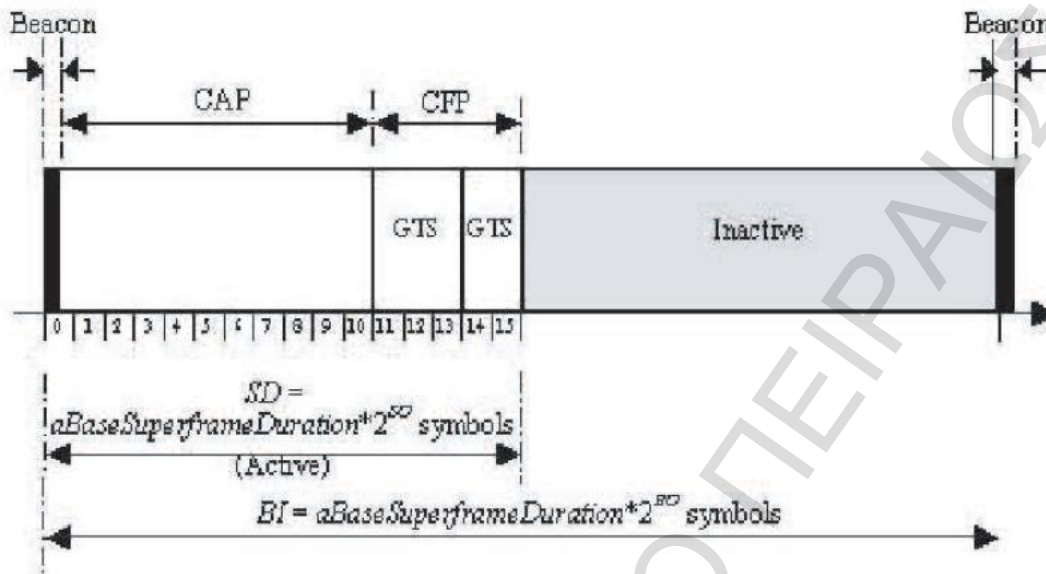 Beacon
Beacon
CAP
CFP
GTS
GTS
Inactive
0 1 2 3 4 5 6 7 8 9 10 11 12 13 14 15
SD =
aBaseSuperframeDuration*2^SO symbols
(Active)
BI = aBaseSuperframeDuration*2^BO symbols
Ο ΠΕΙΡΑΙΩΣ